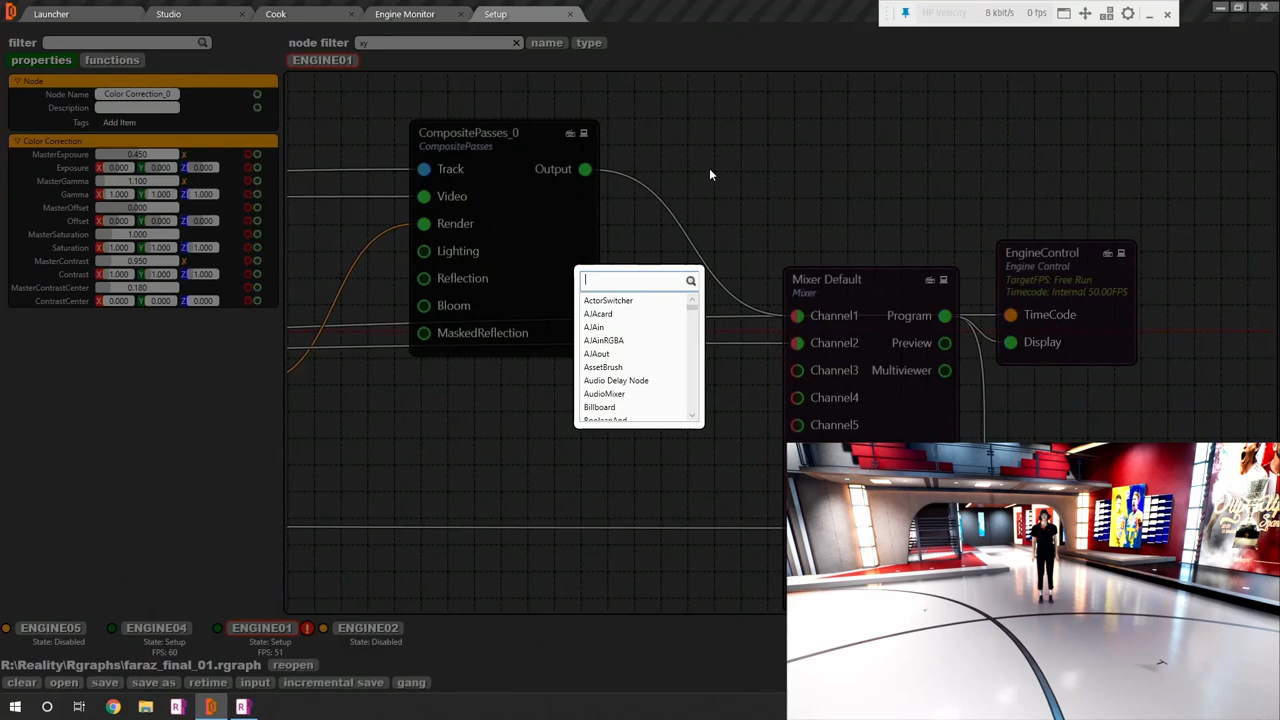 Launcher
Studio
Cook
Engine Monitor
Setup
HP Velocity 8 kbit/s 0 fps
filter
properties functions
Node
Node Name Color Correction_0
Description
Tags Add Item
Color Correction
MasterExposure 0.450 X
Exposure X 0.000 Y 0.000 Z 0.000
MasterGamma 1.100 X
Gamma X 1.000 Y 1.000 Z 1.000
MasterOffset 0.000
Offset X 0.000 Y 0.000 Z 0.000
MasterSaturation 1.000
Saturation X 1.000 Y 1.000 Z 1.000
MasterContrast 0.950 X
Contrast X 1.000 Y 1.000 Z 1.000
MasterContrastCenter 0.180
ContrastCenter X 0.000 Y 0.000 Z 0.000
node filter xy name type
ENGINE01
CompositePasses_0
CompositePasses
Track Output
Video
Render
Lighting
Reflection
Bloom
MaskedReflection
ActorSwitcher
AJAcard
AJAin
AJAinRGBA
AJAout
AssetBrush
Audio Delay Node
AudioMixer
Billboard
BooleanAnd
Mixer Default
Mixer
Channel1 Program
Channel2 Preview
Channel3 Multiviewer
Channel4
Channel5
EngineControl
Engine Control
TargetFPS: Free Run
Timecode: Internal 50.00FPS
TimeCode
Display
ENGINE05
State: Disabled
ENGINE04
State: Setup
FPS: 60
ENGINE01
State: Setup
FPS: 51
ENGINE02
State: Disabled
R:\Reality\Rgraphs\faraz_final_01.rgraph reopen
clear open save save as retime input incremental save gang